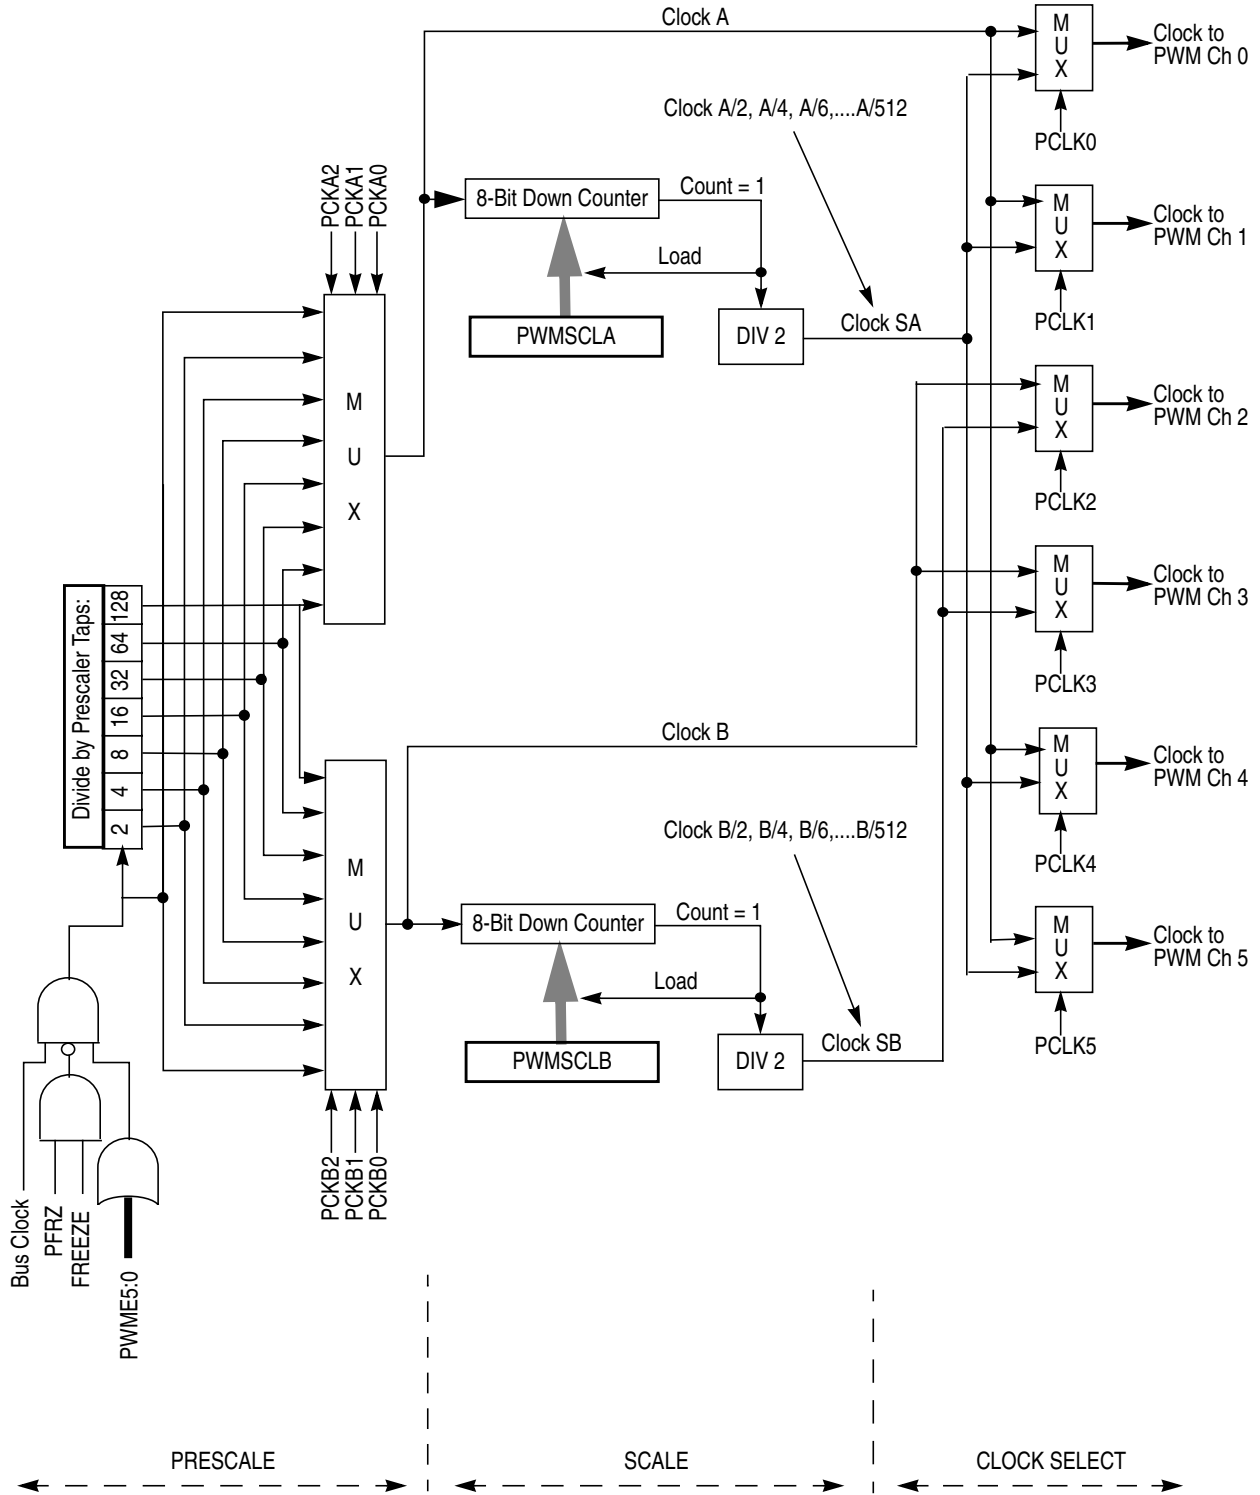 Clock A
M
U
X
Clock to
PWM Ch 0
PCLK0
Clock A/2, A/4, A/6,....A/512
PCKA2
PCKA1
PCKA0
8-Bit Down Counter
Count = 1
Load
PWMSCLA
DIV 2
Clock SA
M
U
X
Clock to
PWM Ch 1
PCLK1
M
U
X
M
U
X
Clock to
PWM Ch 2
PCLK2
M
U
X
Clock to
PWM Ch 3
PCLK3
Divide by Prescaler Taps:
128
64
32
16
8
4
2
Clock B
M
U
X
Clock to
PWM Ch 4
PCLK4
Clock B/2, B/4, B/6,....B/512
M
U
X
8-Bit Down Counter
Count = 1
Load
PWMSCLB
DIV 2
Clock SB
M
U
X
Clock to
PWM Ch 5
PCLK5
PCKB2
PCKB1
PCKB0
Bus Clock
PFRZ
FREEZE
PWME5:0
PRESCALE
SCALE
CLOCK SELECT